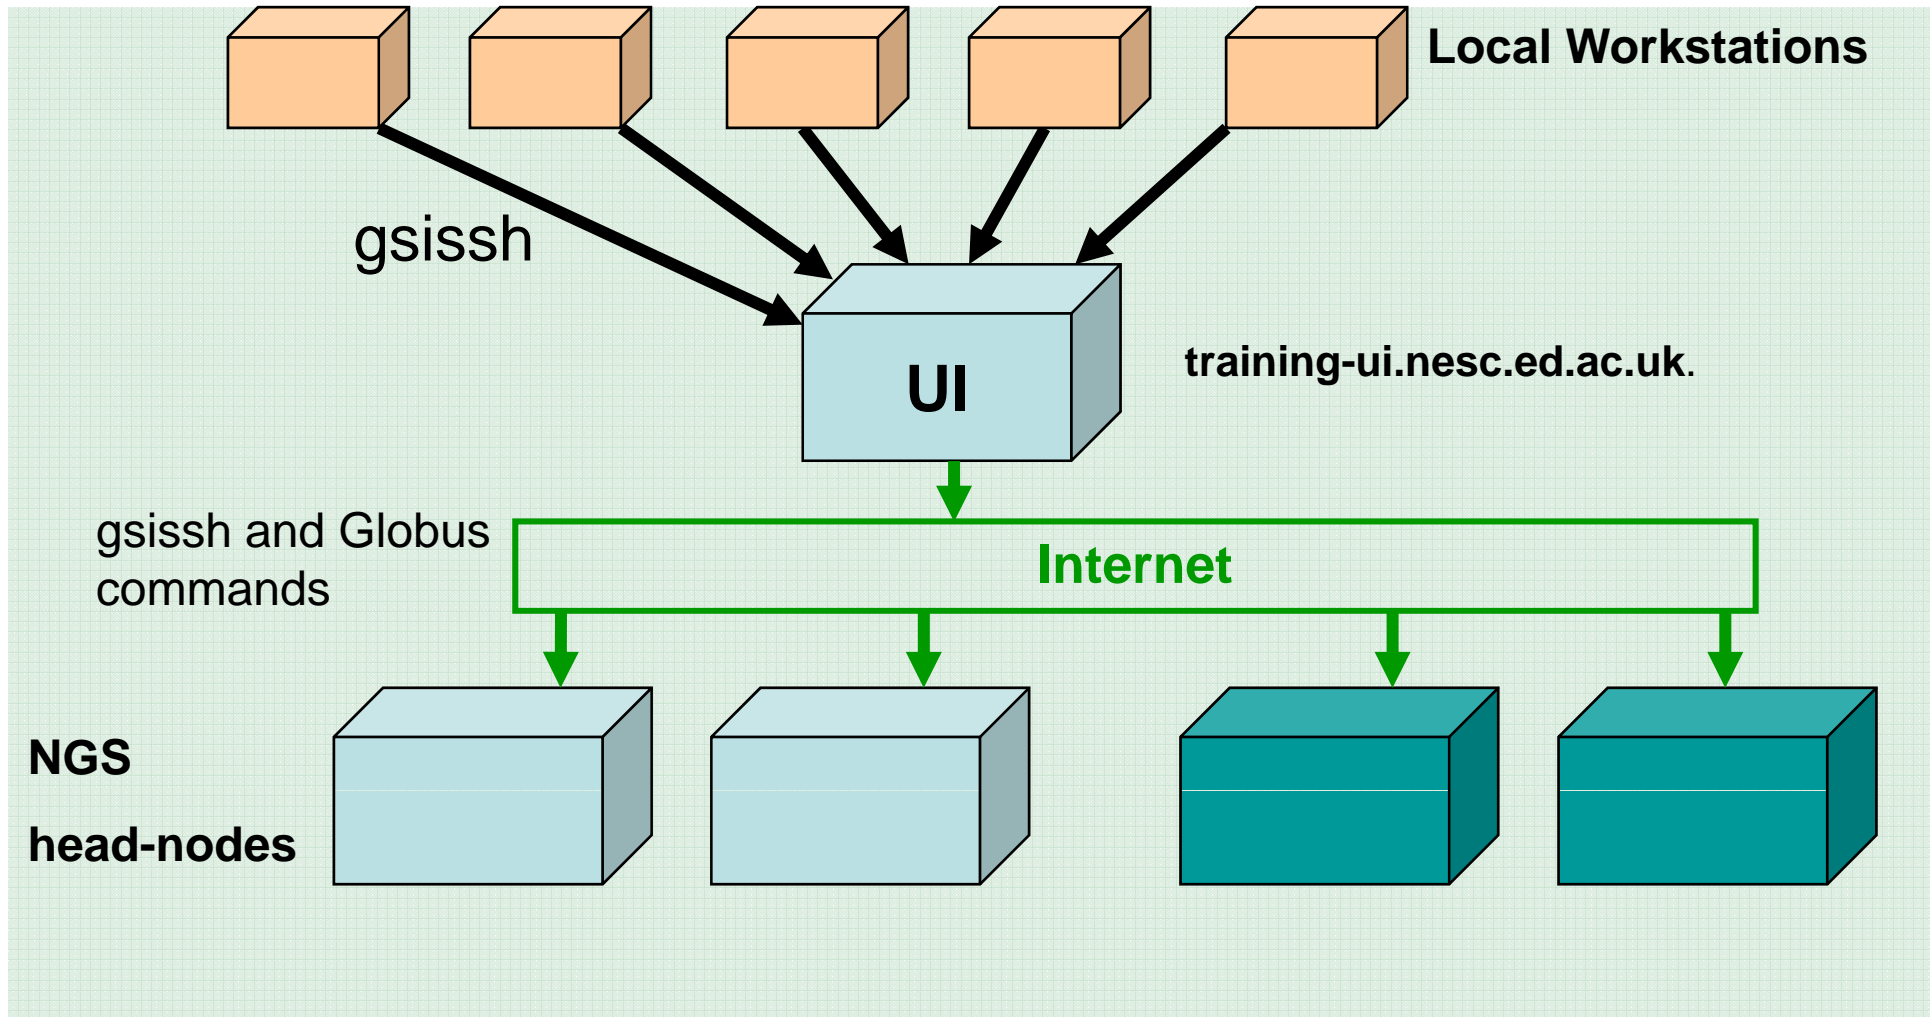 Local Workstations
gsissh
UI
training-ui.nesc.ed.ac.uk.
gsissh and Globus
commands
Internet
NGS
head-nodes